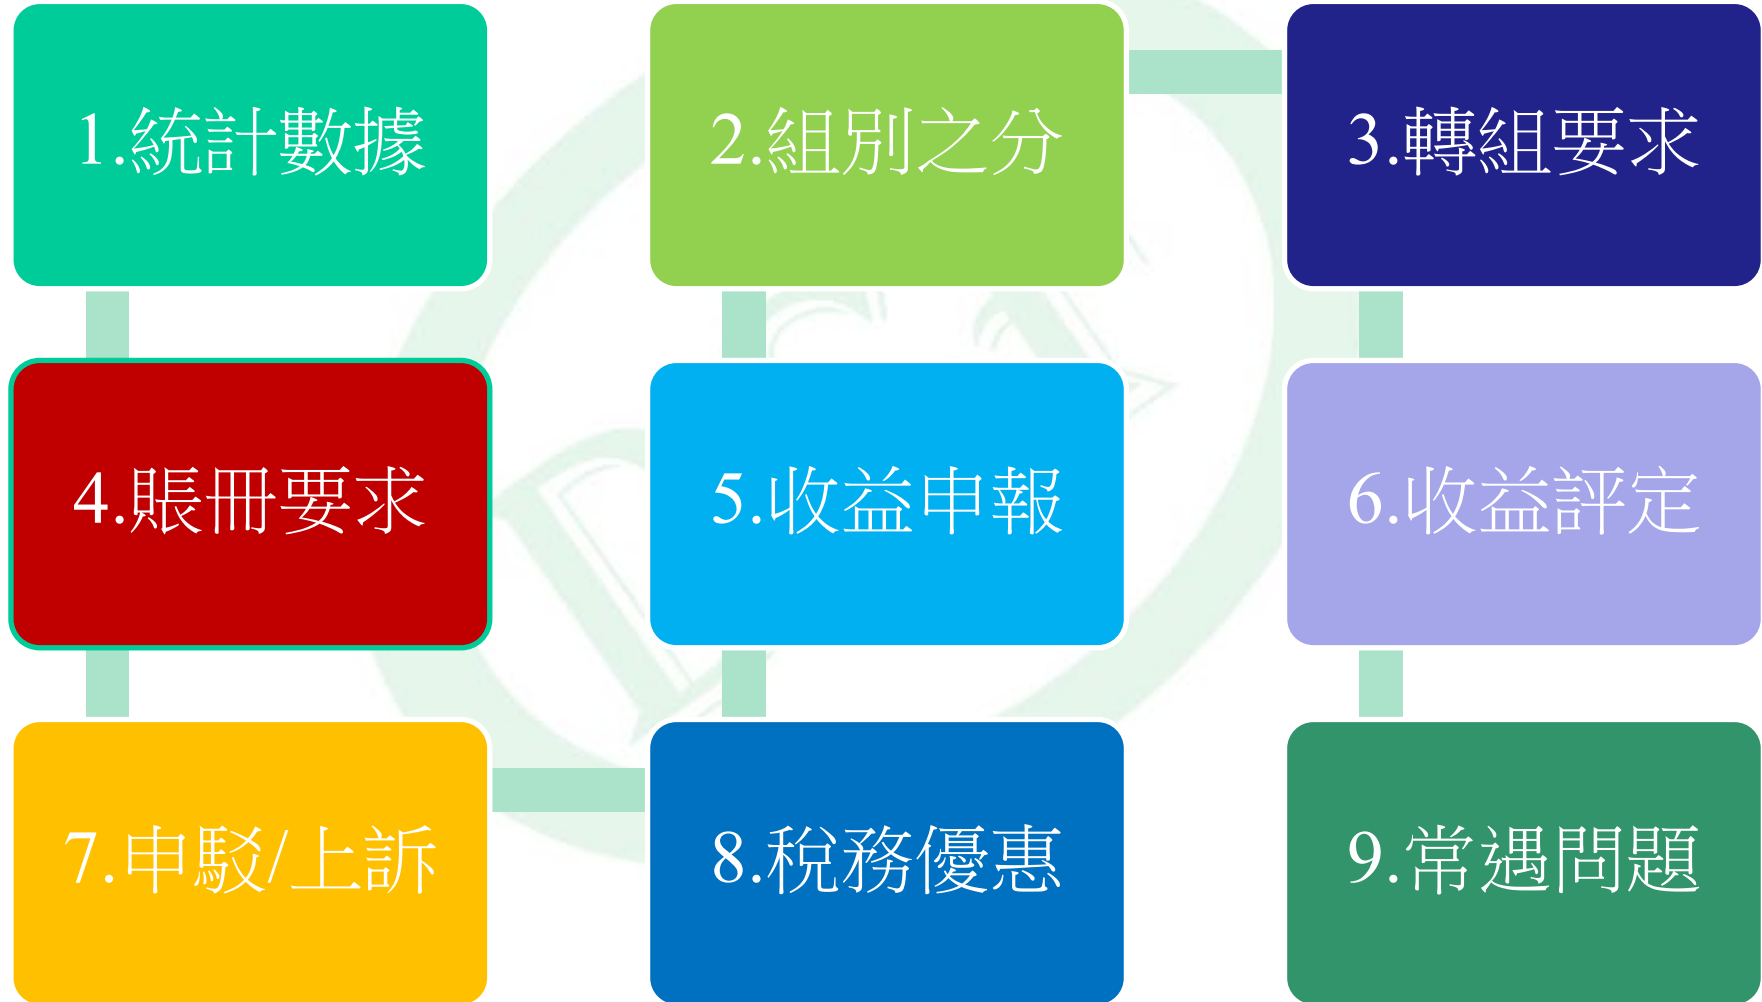 1.統計數據
2.組別之分
3.轉組要求
4.賬冊要求
5.收益申報
6.收益評定
7.申駁/上訴
8.稅務優惠
9.常遇問題